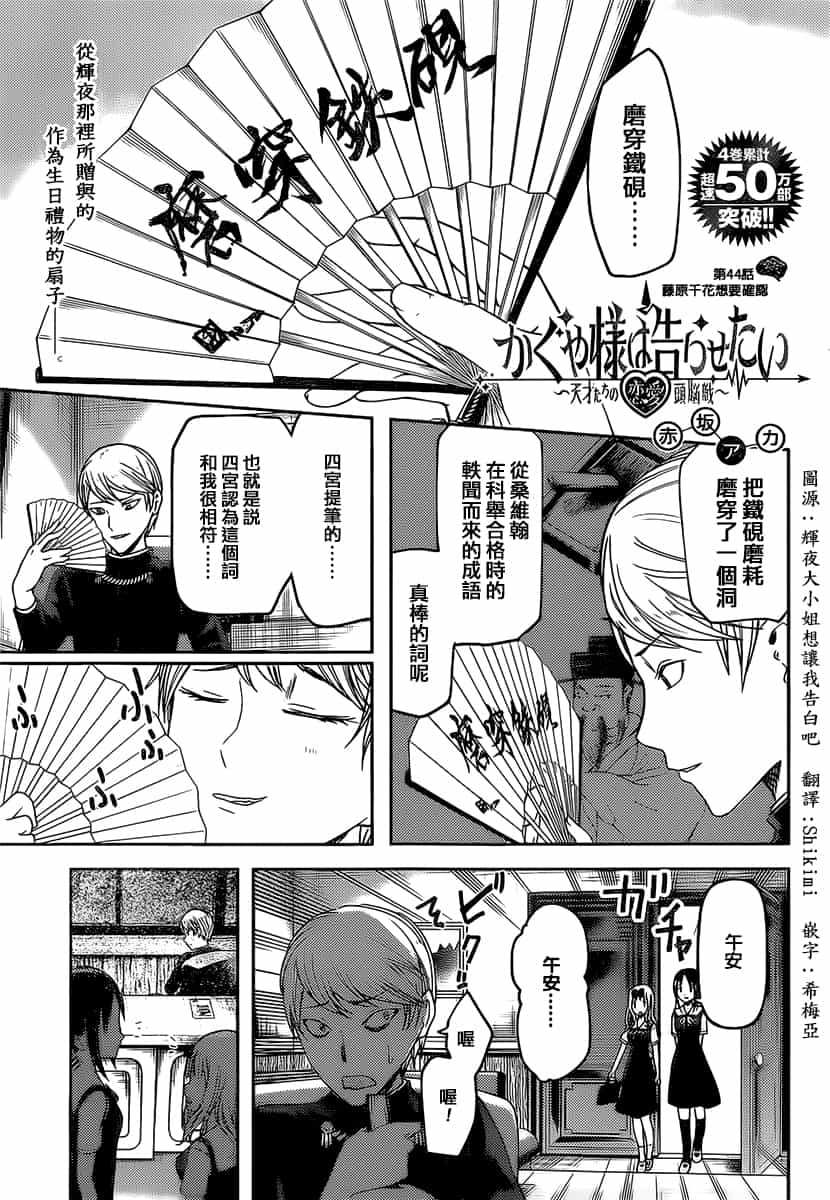 磨穿鐵硯……
磨穿鉄硯
從輝夜那裡所贈與的
作為生日禮物的扇子
4巻累計
超速50万部
突破!!
第44話
藤原千花想要確認
かぐや様は告らせたい
~天才たちの恋愛頭脳戦~
赤坂アカ
把鐵硯磨耗
磨穿了一個洞
從桑維翰
在科舉合格時的
軼聞而來的成語
真棒的詞呢
磨穿鉄硯
四宮提筆的…
也就是說
四宮認為這個詞
和我很相符……
ふ
ふ
ふ
ふ
ガチャ
午安
午安…
ビクッ
喔
喔!
圖源:輝夜大小姐想讓我告白吧 翻譯:Shikimi 嵌字:希梅亞